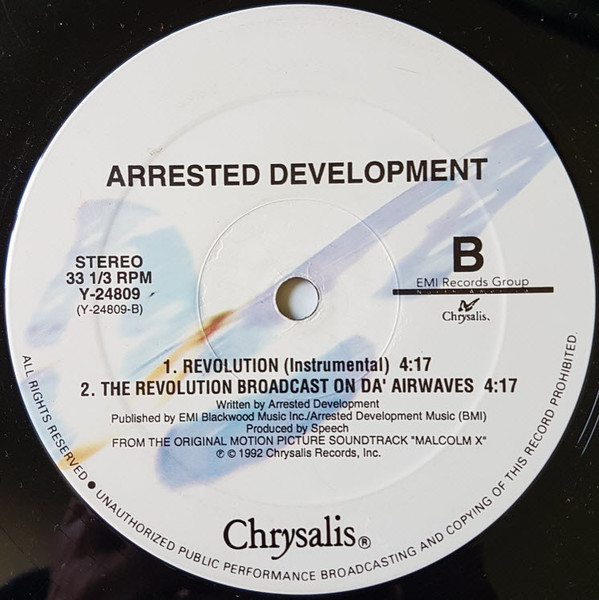 ARRESTED DEVELOPMENT
STEREO
33 1/3 RPM
Y-24809
(Y-24809-B)
B
EMI Records Group
North America
Chrysalis.
1. REVOLUTION (Instrumental) 4:17
2. THE REVOLUTION BROADCAST ON DA' AIRWAVES 4:17
Written by Arrested Development
Published by EMI Blackwood Music Inc./Arrested Development Music (BMI)
Produced by Speech
FROM THE ORIGINAL MOTION PICTURE SOUNDTRACK "MALCOLM X"
℗ © 1992 Chrysalis Records, Inc.
Chrysalis®
ALL RIGHTS RESERVED ● UNAUTHORIZED PUBLIC PERFORMANCE BROADCASTING AND COPYING OF THIS RECORD PROHIBITED.